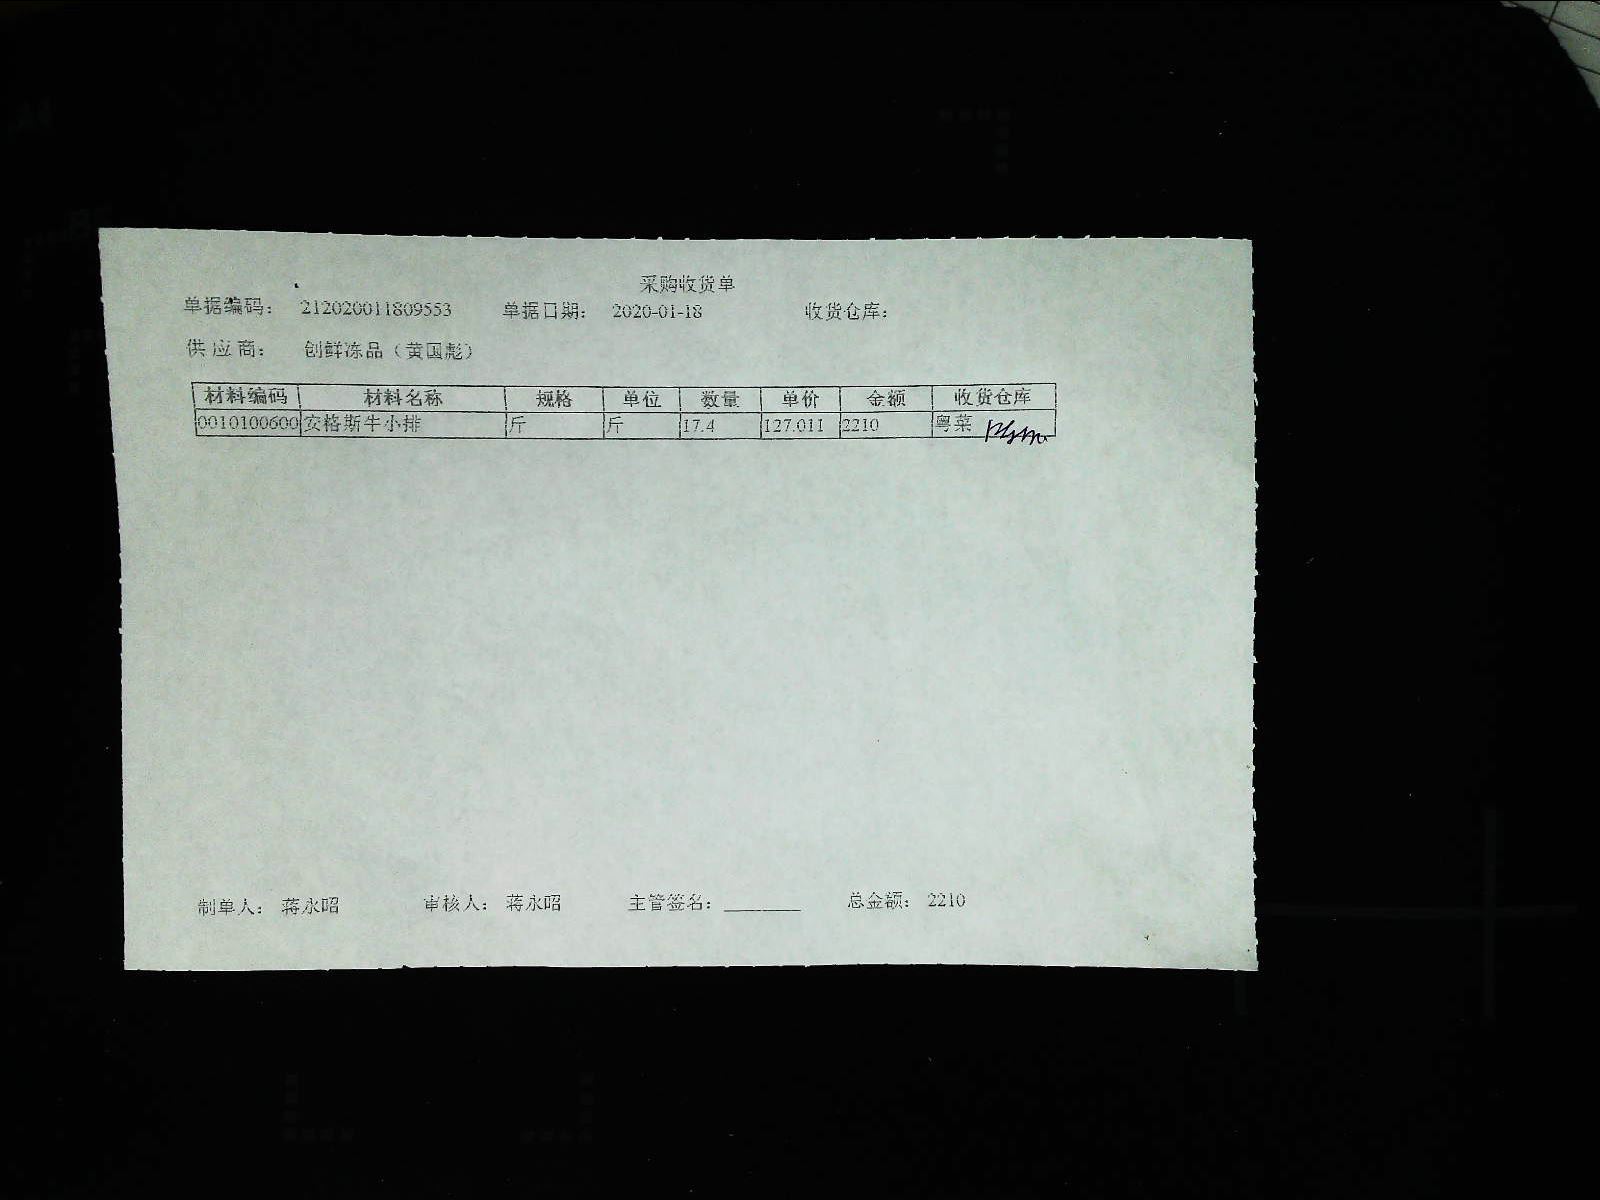 采购收货单
单据编码： 212020011809553 单据日期： 2020-01-18 收货仓库：
供应商： 创鲜冻品（黄国彪）
材料编码 材料名称 规格 单位 数量 单价 金额 收货仓库
0010100600 安格斯牛小排 斤 斤 17.4 127.011 2210 粤菜
制单人： 蒋永昭 审核人： 蒋永昭 主管签名： 总金额： 2210